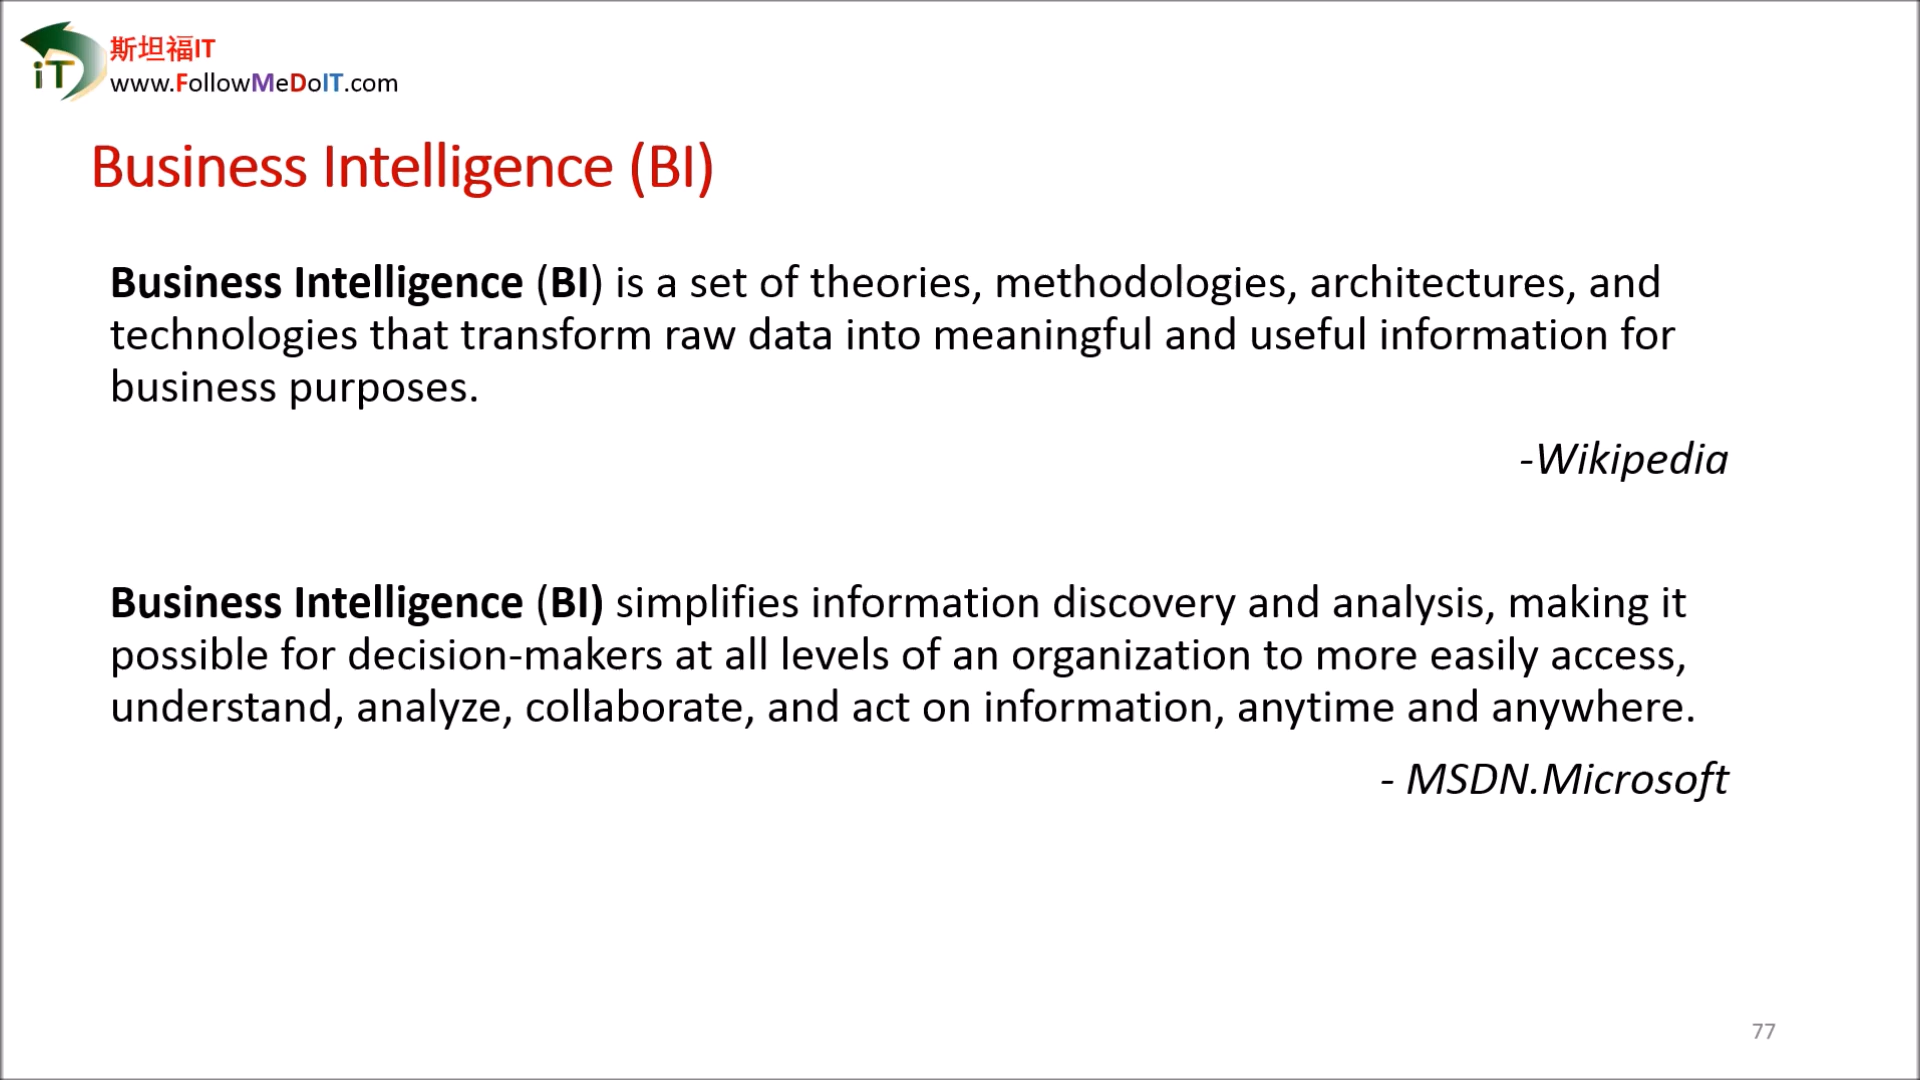 斯坦福IT
iT
www.FollowMeDoIT.com
Business Intelligence (BI)
Business Intelligence (BI) is a set of theories, methodologies, architectures, and
technologies that transform raw data into meaningful and useful information for
business purposes.
-Wikipedia
Business Intelligence (BI) simplifies information discovery and analysis, making it
possible for decision-makers at all levels of an organization to more easily access,
understand, analyze, collaborate, and act on information, anytime and anywhere.
- MSDN.Microsoft
77